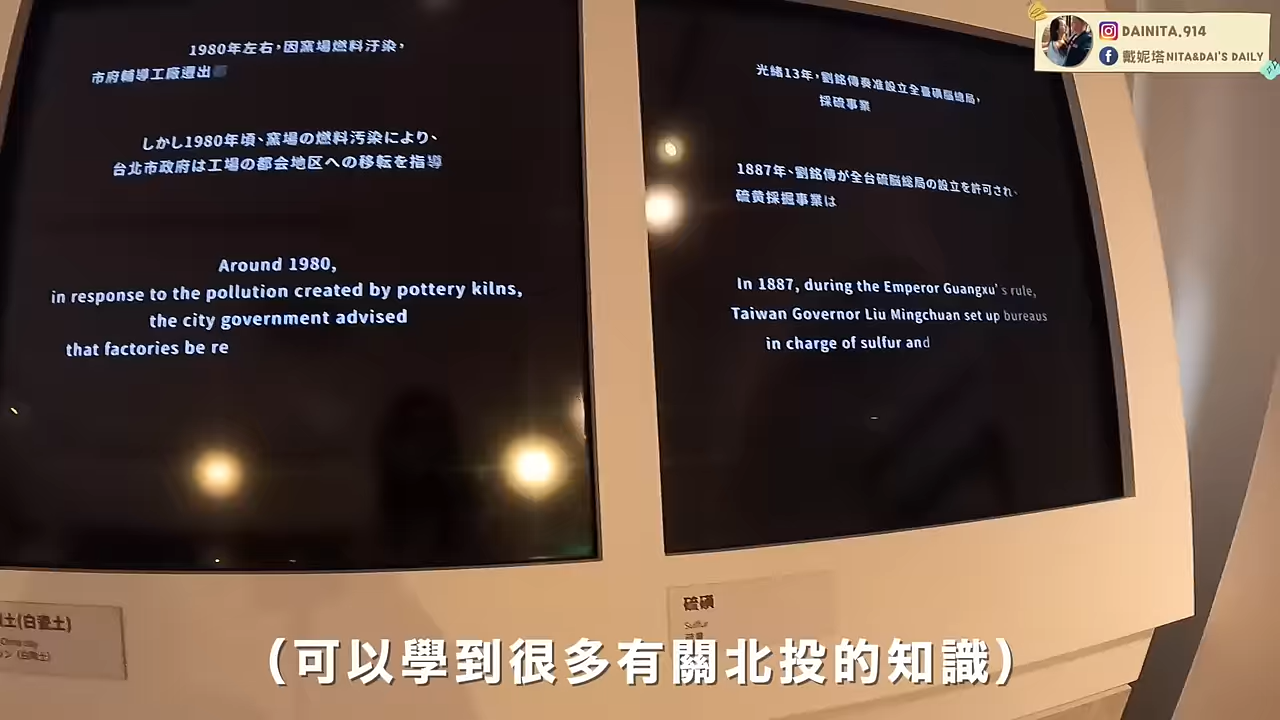 1980年左右，因窯場燃料汙染，
市府輔導工廠遷出
しかし1980年頃、窯場の燃料汚染により、
台北市政府は工場の都会地区への移転を指導
Around 1980,
in response to the pollution created by pottery kilns,
the city government advised
that factories be re
光緒13年，劉銘傳奏准設立全臺磺腦總局，
採硫事業
1887年、劉銘傳が全台硫脳総局の設立を許可され、
硫黄採掘事業は
In 1887, during the Emperor Guangxu's rule,
Taiwan Governor Liu Mingchuan set up bureaus
in charge of sulfur and
土(白瓷土)
硫磺
Sulfur
DAINITA.914
戴妮塔NITA&DAI'S DAILY
（可以學到很多有關北投的知識）